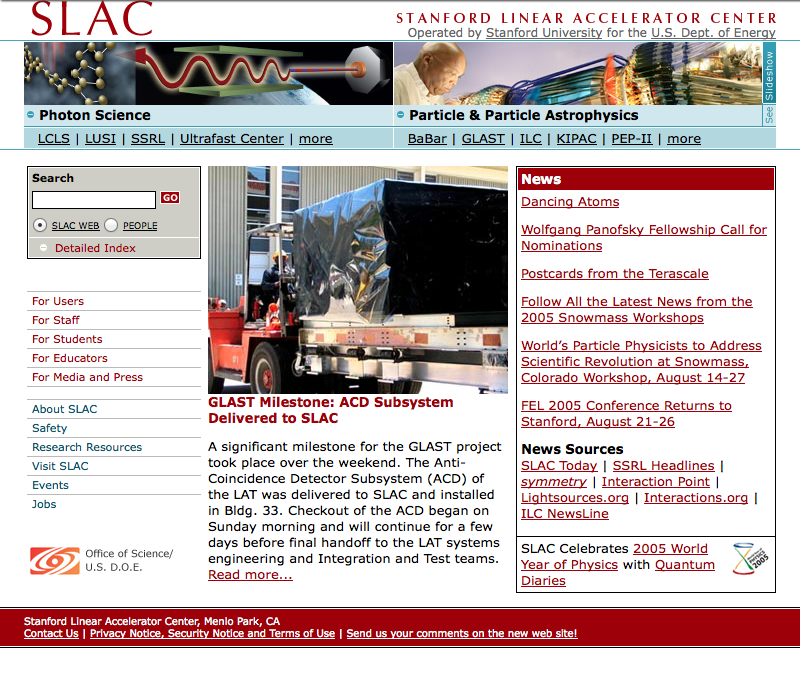 SLAC
STANFORD LINEAR ACCELERATOR CENTER
Operated by Stanford University for the U.S. Dept. of Energy
See Slideshow
Photon Science
LCLS | LUSI | SSRL | Ultrafast Center | more
Particle & Particle Astrophysics
BaBar | GLAST | ILC | KIPAC | PEP-II | more
Search
GO
SLAC WEB PEOPLE
Detailed Index
For Users
For Staff
For Students
For Educators
For Media and Press
About SLAC
Safety
Research Resources
Visit SLAC
Events
Jobs
Office of Science/
U.S. D.O.E.
GLAST Milestone: ACD Subsystem
Delivered to SLAC
A significant milestone for the GLAST project
took place over the weekend. The Anti-
Coincidence Detector Subsystem (ACD) of
the LAT was delivered to SLAC and installed
in Bldg. 33. Checkout of the ACD began on
Sunday morning and will continue for a few
days before final handoff to the LAT systems
engineering and Integration and Test teams.
Read more...
News
Dancing Atoms
Wolfgang Panofsky Fellowship Call for
Nominations
Postcards from the Terascale
Follow All the Latest News from the
2005 Snowmass Workshops
World's Particle Physicists to Address
Scientific Revolution at Snowmass,
Colorado Workshop, August 14-27
FEL 2005 Conference Returns to
Stanford, August 21-26
News Sources
SLAC Today | SSRL Headlines |
symmetry | Interaction Point |
Lightsources.org | Interactions.org |
ILC NewsLine
SLAC Celebrates 2005 World
Year of Physics with Quantum
Diaries
2005
Stanford Linear Accelerator Center, Menlo Park, CA
Contact Us | Privacy Notice, Security Notice and Terms of Use | Send us your comments on the new web site!